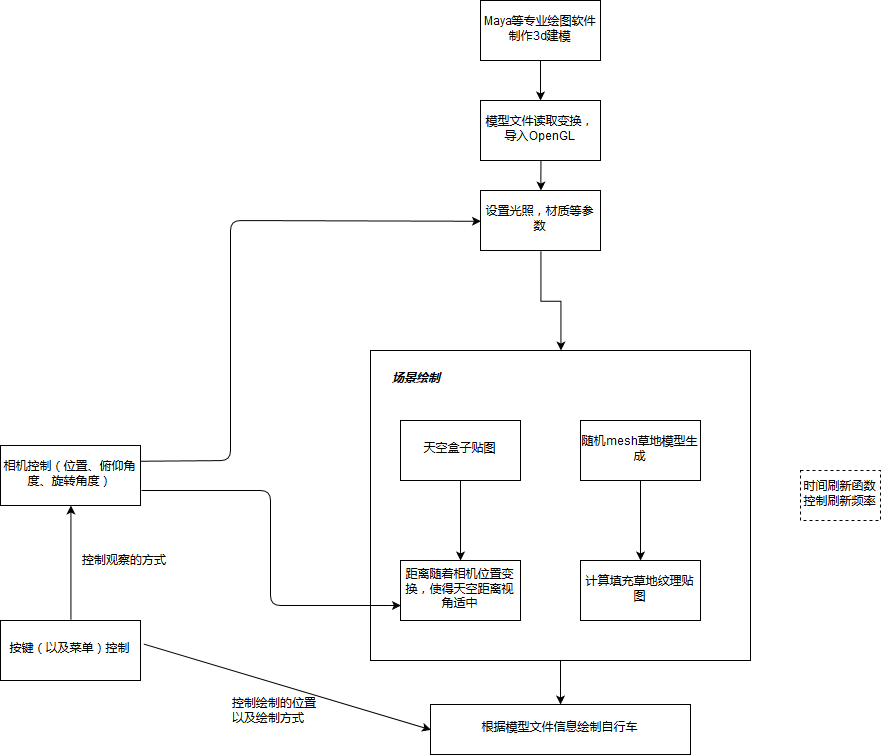 Maya等专业绘图软件
制作3d建模
模型文件读取变换，
导入OpenGL
设置光照，材质等参
数
场景绘制
天空盒子贴图
随机mesh草地模型生
成
相机控制（位置、俯仰角
度、旋转角度）
时间刷新函数
控制刷新频率
控制观察的方式
距离随着相机位置变
换，使得天空距离视
角适中
计算填充草地纹理贴
图
按键（以及菜单）控制
控制绘制的位置
以及绘制方式
根据模型文件信息绘制自行车